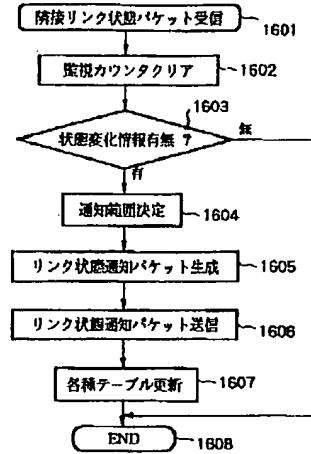 隣接リンク状態パケット受信
1601
監視カウンタクリア
1602
1603
状態変化情報有無 ?
無
有
通知範囲決定
1604
リンク状態通知パケット生成
1605
リンク状態通知パケット送信
1606
各種テーブル更新
1607
END
1608